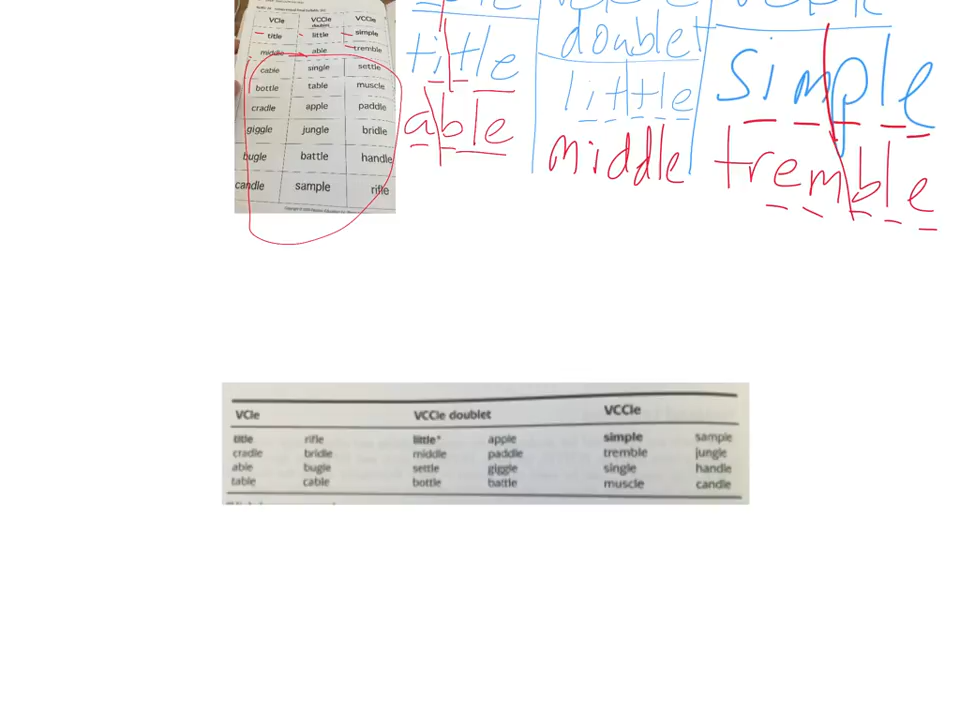 VCle VCCle doublet VCCle
title little simple
middle able tremble
cable single settle
bottle table muscle
cradle apple paddle
giggle jungle bridle
bugle battle handle
candle sample rifle
doublet
title little simple
able middle tremble
VCle VCCle doublet VCCle
title rifle little* apple simple sample
cradle bridle middle paddle tremble jungle
able bugle settle giggle single handle
table cable bottle battle muscle candle